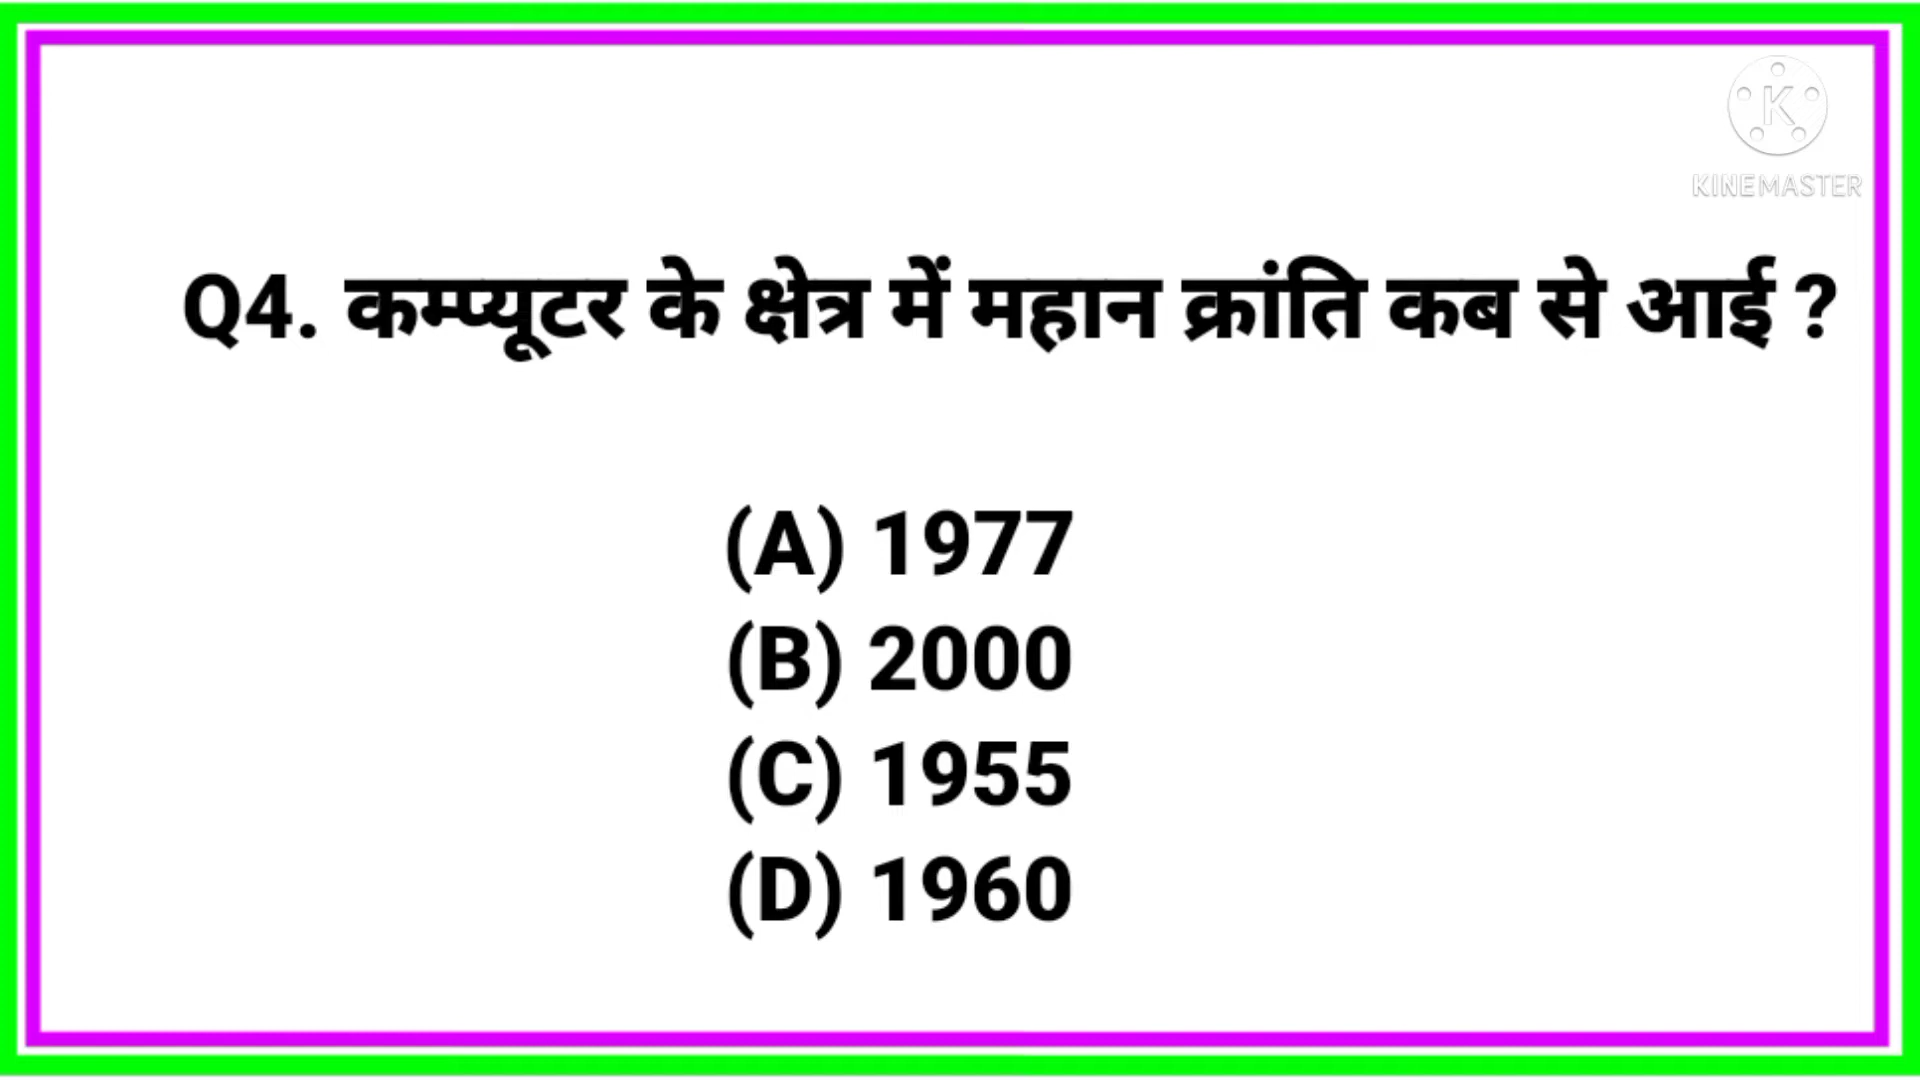 KINEMASTER
Q4. कम्प्यूटर के क्षेत्र में महान क्रांति कब से आई ?
(A) 1977
(B) 2000
(C) 1955
(D) 1960